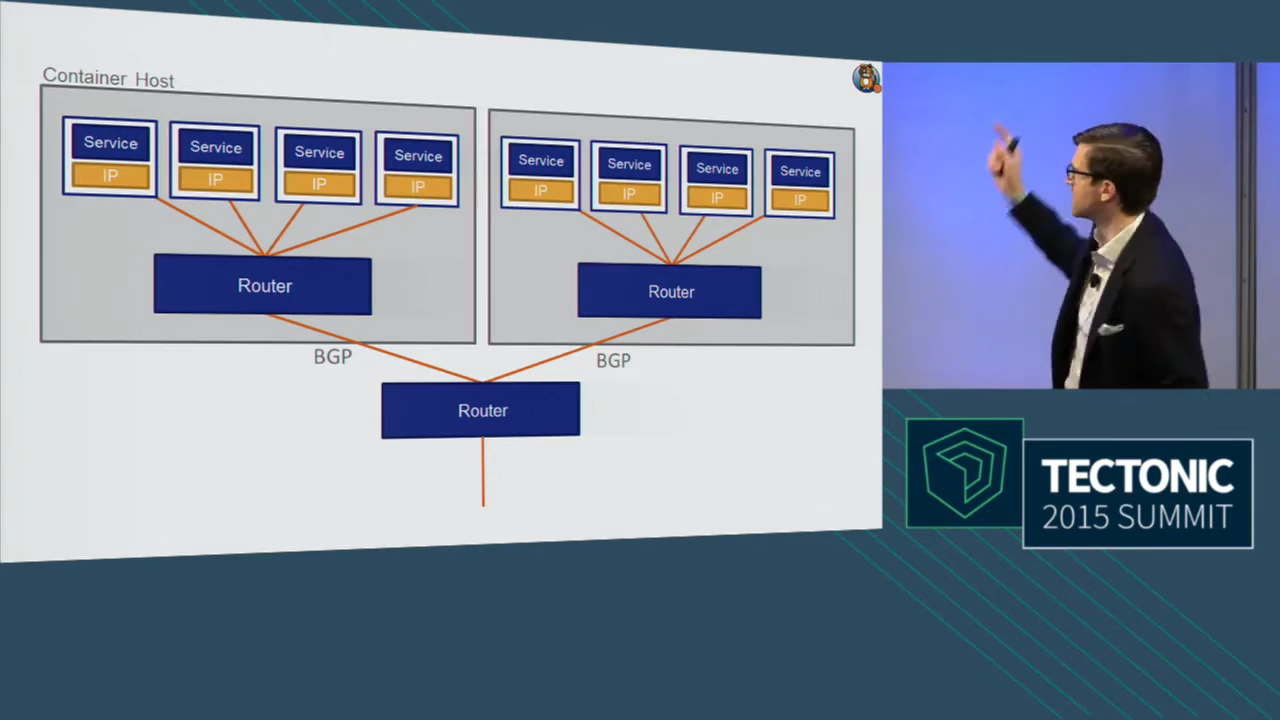 Container Host
Service Service Service Service Service Service Service Service
IP IP IP IP IP IP IP IP
Router Router
BGP BGP
Router
TECTONIC
2015 SUMMIT